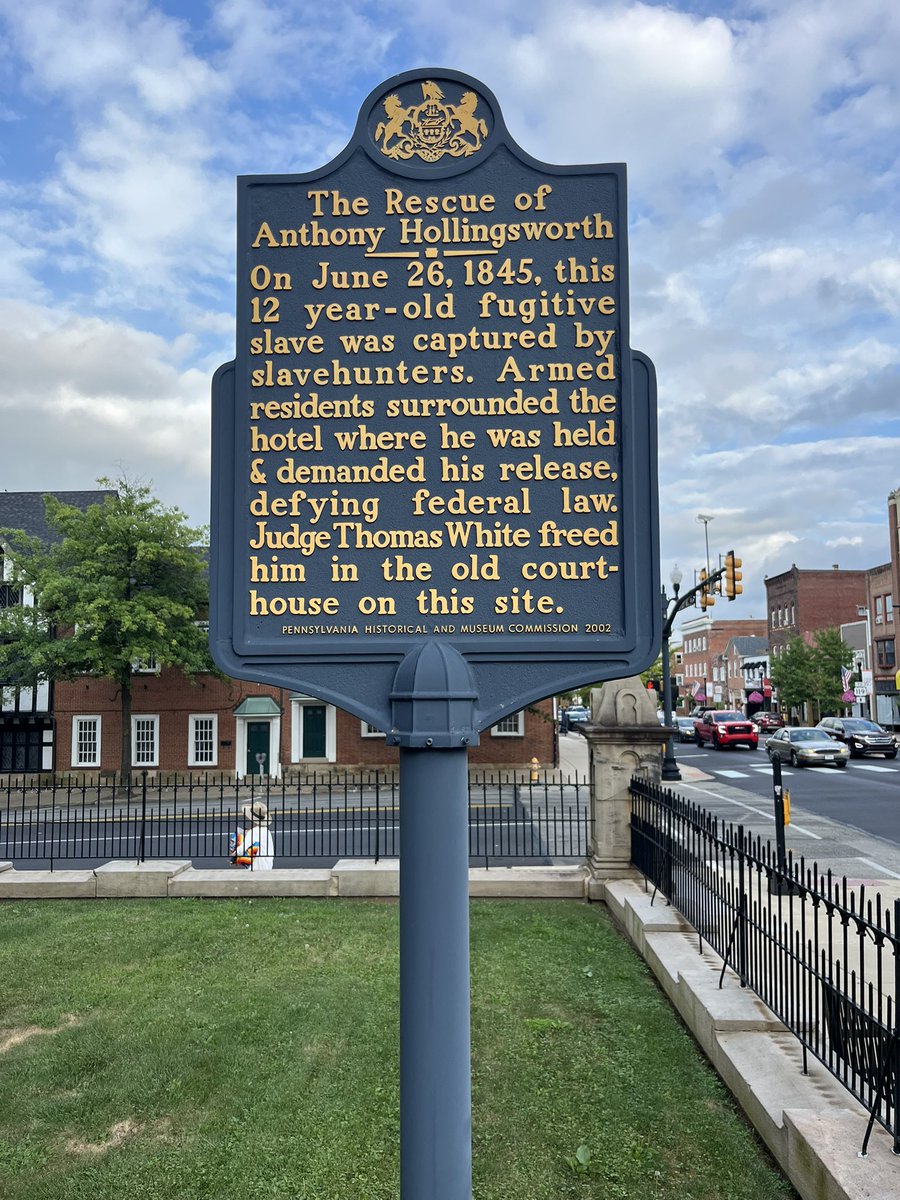 The Rescue of
Anthony Hollingsworth
On June 26, 1845, this
12 year-old fugitive
slave was captured by
slavehunters. Armed
residents surrounded the
hotel where he was held
& demanded his release,
defying federal law.
Judge Thomas White freed
him in the old court-
house on this site.
PENNSYLVANIA HISTORICAL AND MUSEUM COMMISSION 2002
119